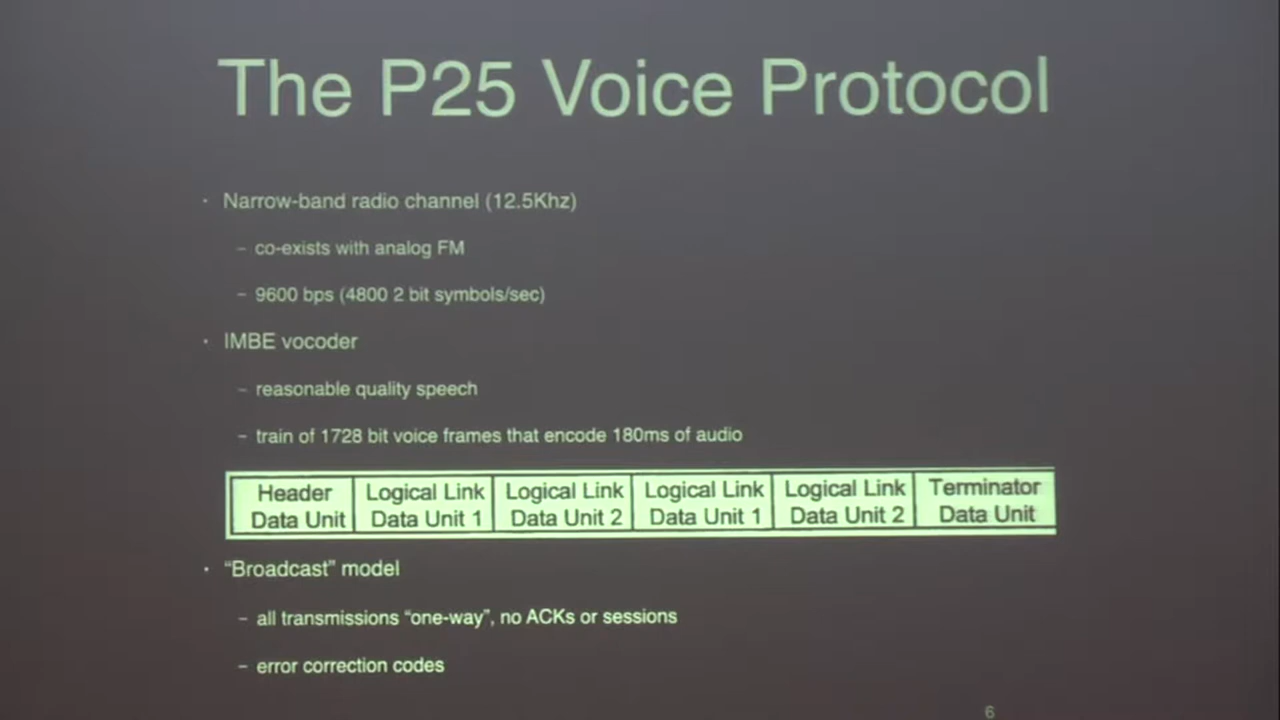 The P25 Voice Protocol
· Narrow-band radio channel (12.5Khz)
– co-exists with analog FM
– 9600 bps (4800 2 bit symbols/sec)
· IMBE vocoder
– reasonable quality speech
– train of 1728 bit voice frames that encode 180ms of audio
Header Logical Link Logical Link Logical Link Logical Link Terminator
Data Unit Data Unit 1 Data Unit 2 Data Unit 1 Data Unit 2 Data Unit
· “Broadcast” model
– all transmissions “one-way”, no ACKs or sessions
– error correction codes
6